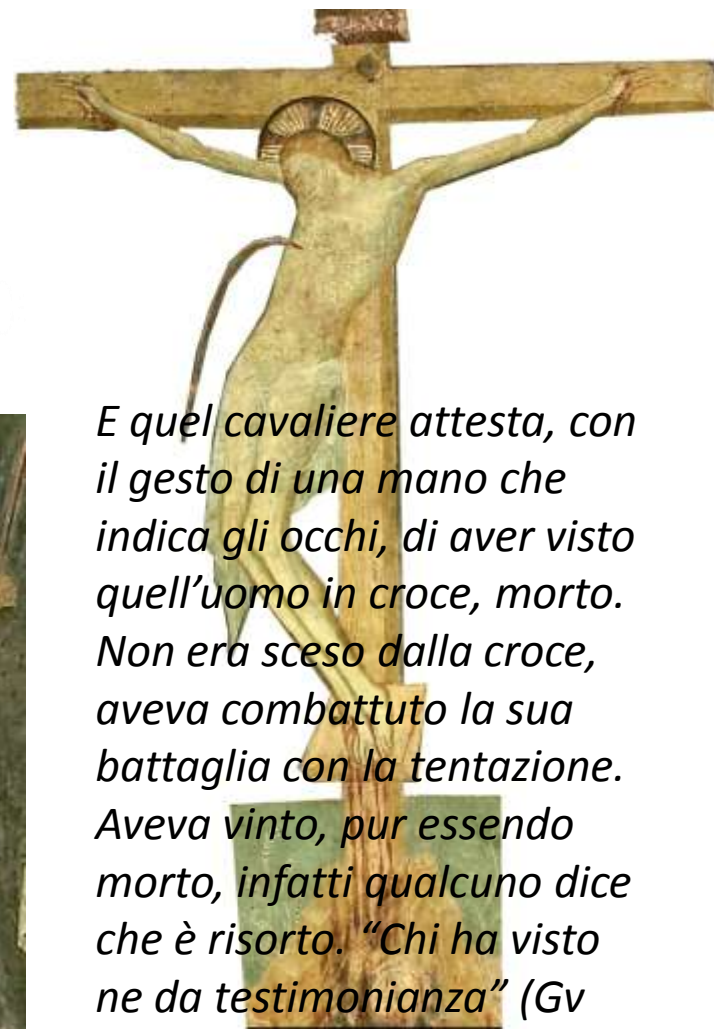 E quel cavaliere attesta, con
il gesto di una mano che
indica gli occhi, di aver visto
quell’uomo in croce, morto.
Non era sceso dalla croce,
aveva combattuto la sua
battaglia con la tentazione.
Aveva vinto, pur essendo
morto, infatti qualcuno dice
che è risorto. “Chi ha visto
ne da testimonianza” (Gv